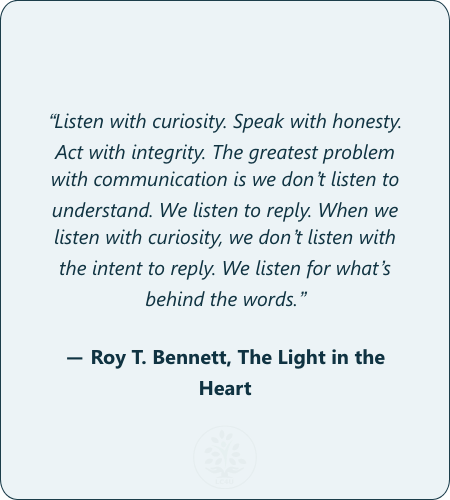 “Listen with curiosity. Speak with honesty.
Act with integrity. The greatest problem
with communication is we don’t listen to
understand. We listen to reply. When we
listen with curiosity, we don’t listen with
the intent to reply. We listen for what’s
behind the words.”
— Roy T. Bennett, The Light in the
Heart